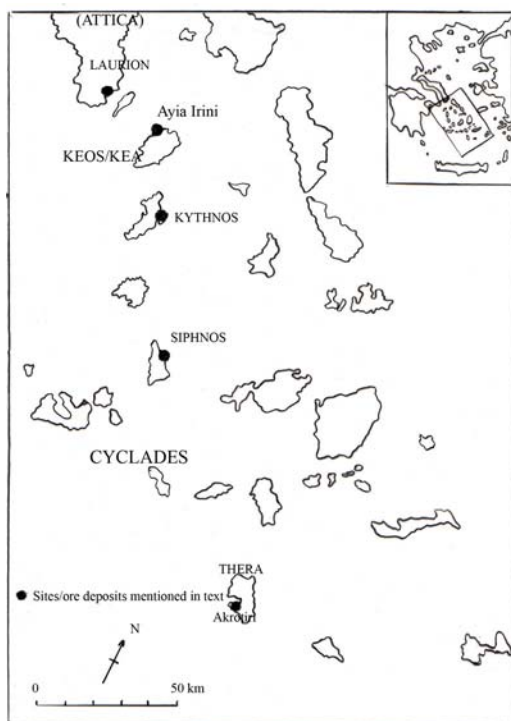 (ATTICA)
LAURION
Ayia Irini
KEOS/KEA
KYTHNOS
SIPHNOS
CYCLADES
THERA
Sites/ore deposits mentioned in text
Akrotiri
N
0 50 km